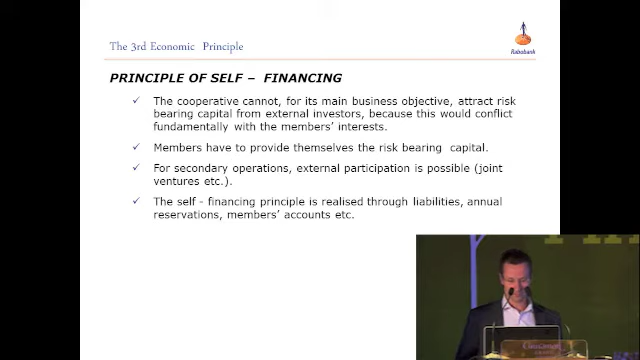 The 3rd Economic Principle
Rabobank
PRINCIPLE OF SELF – FINANCING
✓ The cooperative cannot, for its main business objective, attract risk
bearing capital from external investors, because this would conflict
fundamentally with the members' interests.
✓ Members have to provide themselves the risk bearing capital.
✓ For secondary operations, external participation is possible (joint
ventures etc.).
✓ The self - financing principle is realised through liabilities, annual
reservations, members' accounts etc.